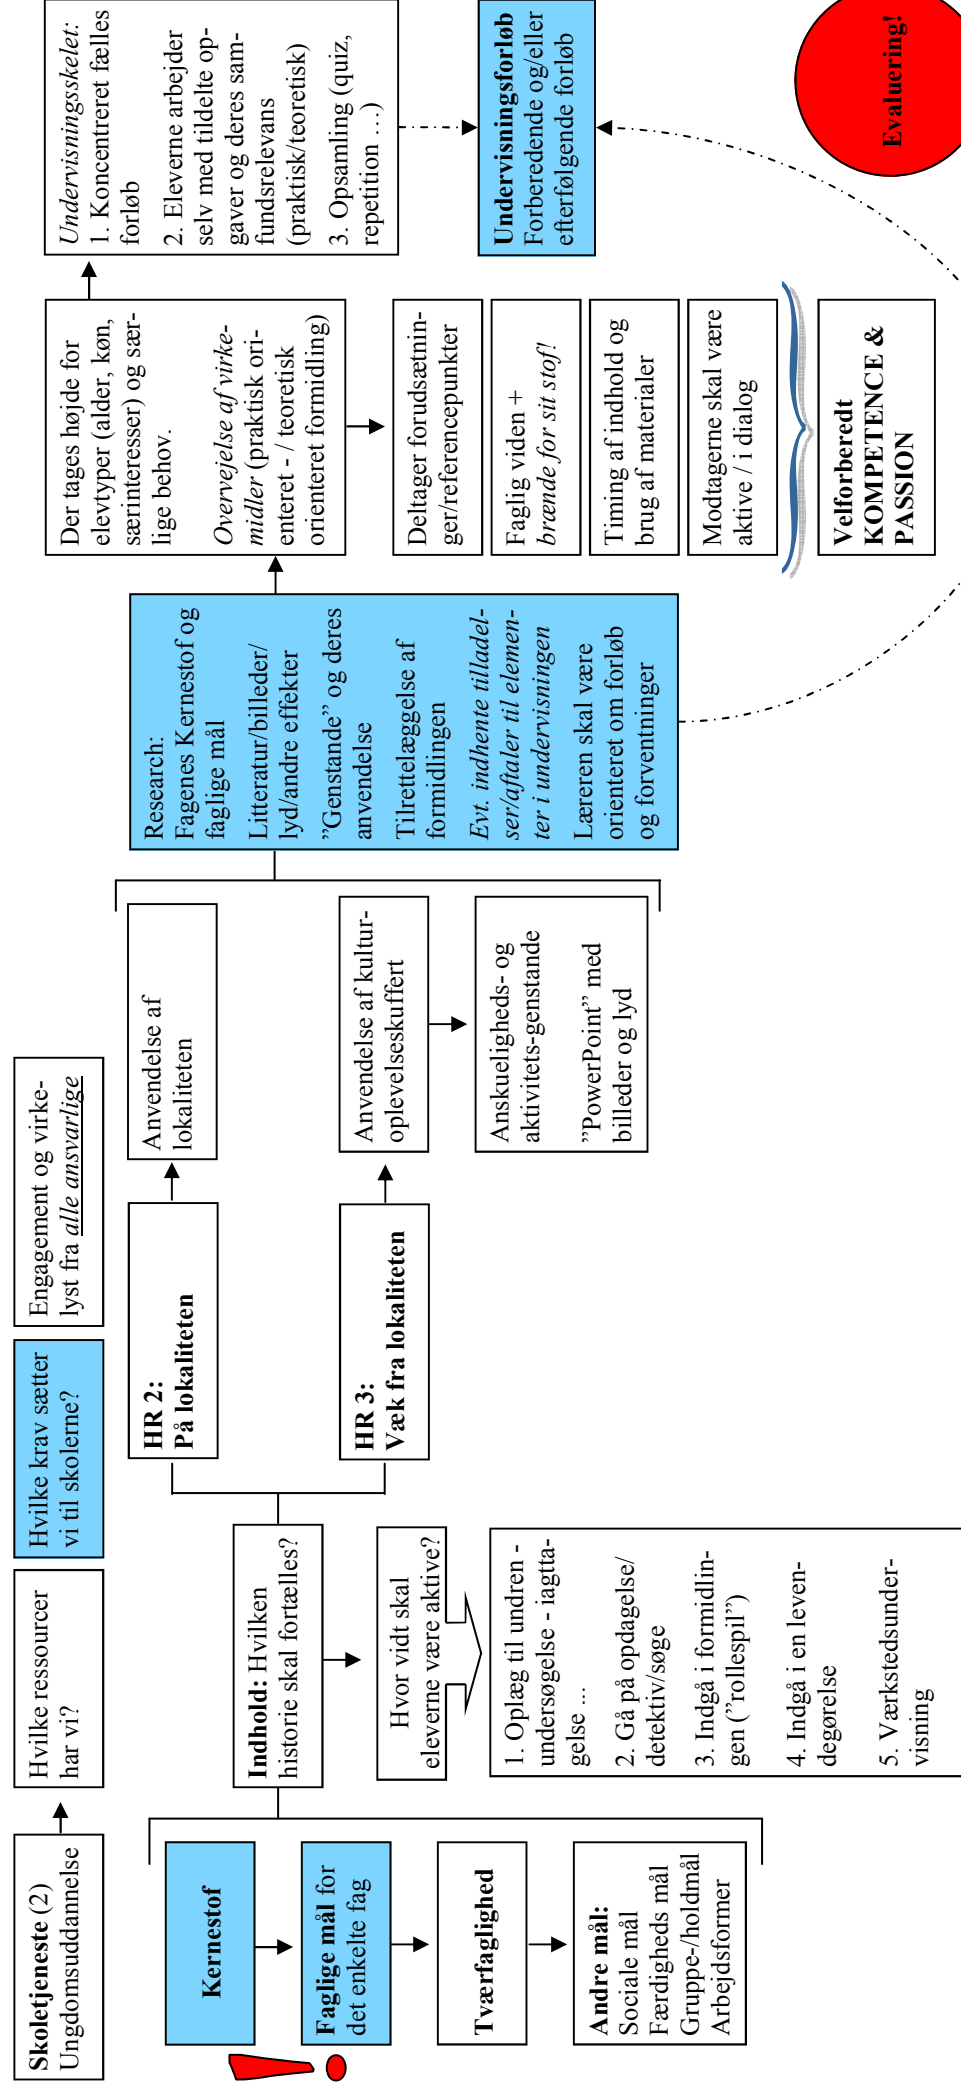 Skoletjeneste (2)
Ungdomsuddannelse
Hvilke ressourcer
har vi?
Hvilke krav sætter
vi til skolerne?
Engagement og virke-
lyst fra alle ansvarlige
Kernestof
Faglige mål for
det enkelte fag
Tværfaglighed
Andre mål:
Sociale mål
Færdigheds mål
Gruppe-/holdmål
Arbejdsformer
Indhold: Hvilken
historie skal fortælles?
Hvor vidt skal
eleverne være aktive?
1. Oplæg til undren -
undersøgelse - iagtta-
gelse ...
2. Gå på opdagelse/
detektiv/søge
3. Indgå i formidlin-
gen (”rollespil”)
4. Indgå i en leven-
degørelse
5. Værkstedsunder-
visning
HR 2:
På lokaliteten
HR 3:
Væk fra lokaliteten
Anvendelse af
lokaliteten
Anvendelse af kultur-
oplevelseskuffert
Anskueligheds- og
aktivitets-genstande
”PowerPoint” med
billeder og lyd
Research:
Fagenes Kernestof og
faglige mål
Litteratur/billeder/
lyd/andre effekter
”Genstande” og deres
anvendelse
Tilrettelæggelse af
formidlingen
Evt. indhente tilladel-
ser/aftaler til elemen-
ter i undervisningen
Læreren skal være
orienteret om forløb
og forventninger
Der tages højde for
elevtyper (alder, køn,
særinteresser) og sær-
lige behov.
Overvejelse af virke-
midler (praktisk ori-
enteret - / teoretisk
orienteret formidling)
Deltager forudsætnin-
ger/referencepunkter
Faglig viden +
brænde for sit stof!
Timing af indhold og
brug af materialer
Modtagerne skal være
aktive / i dialog
Velforberedt
KOMPETENCE &
PASSION
Undervisningsskelet:
1. Koncentreret fælles
forløb
2. Eleverne arbejder
selv med tildelte op-
gaver og deres sam-
fundsrelevans
(praktisk/teoretisk)
3. Opsamling (quiz,
repetition …)
Undervisningsforløb
Forberedende og/eller
efterfølgende forløb
Evaluering!